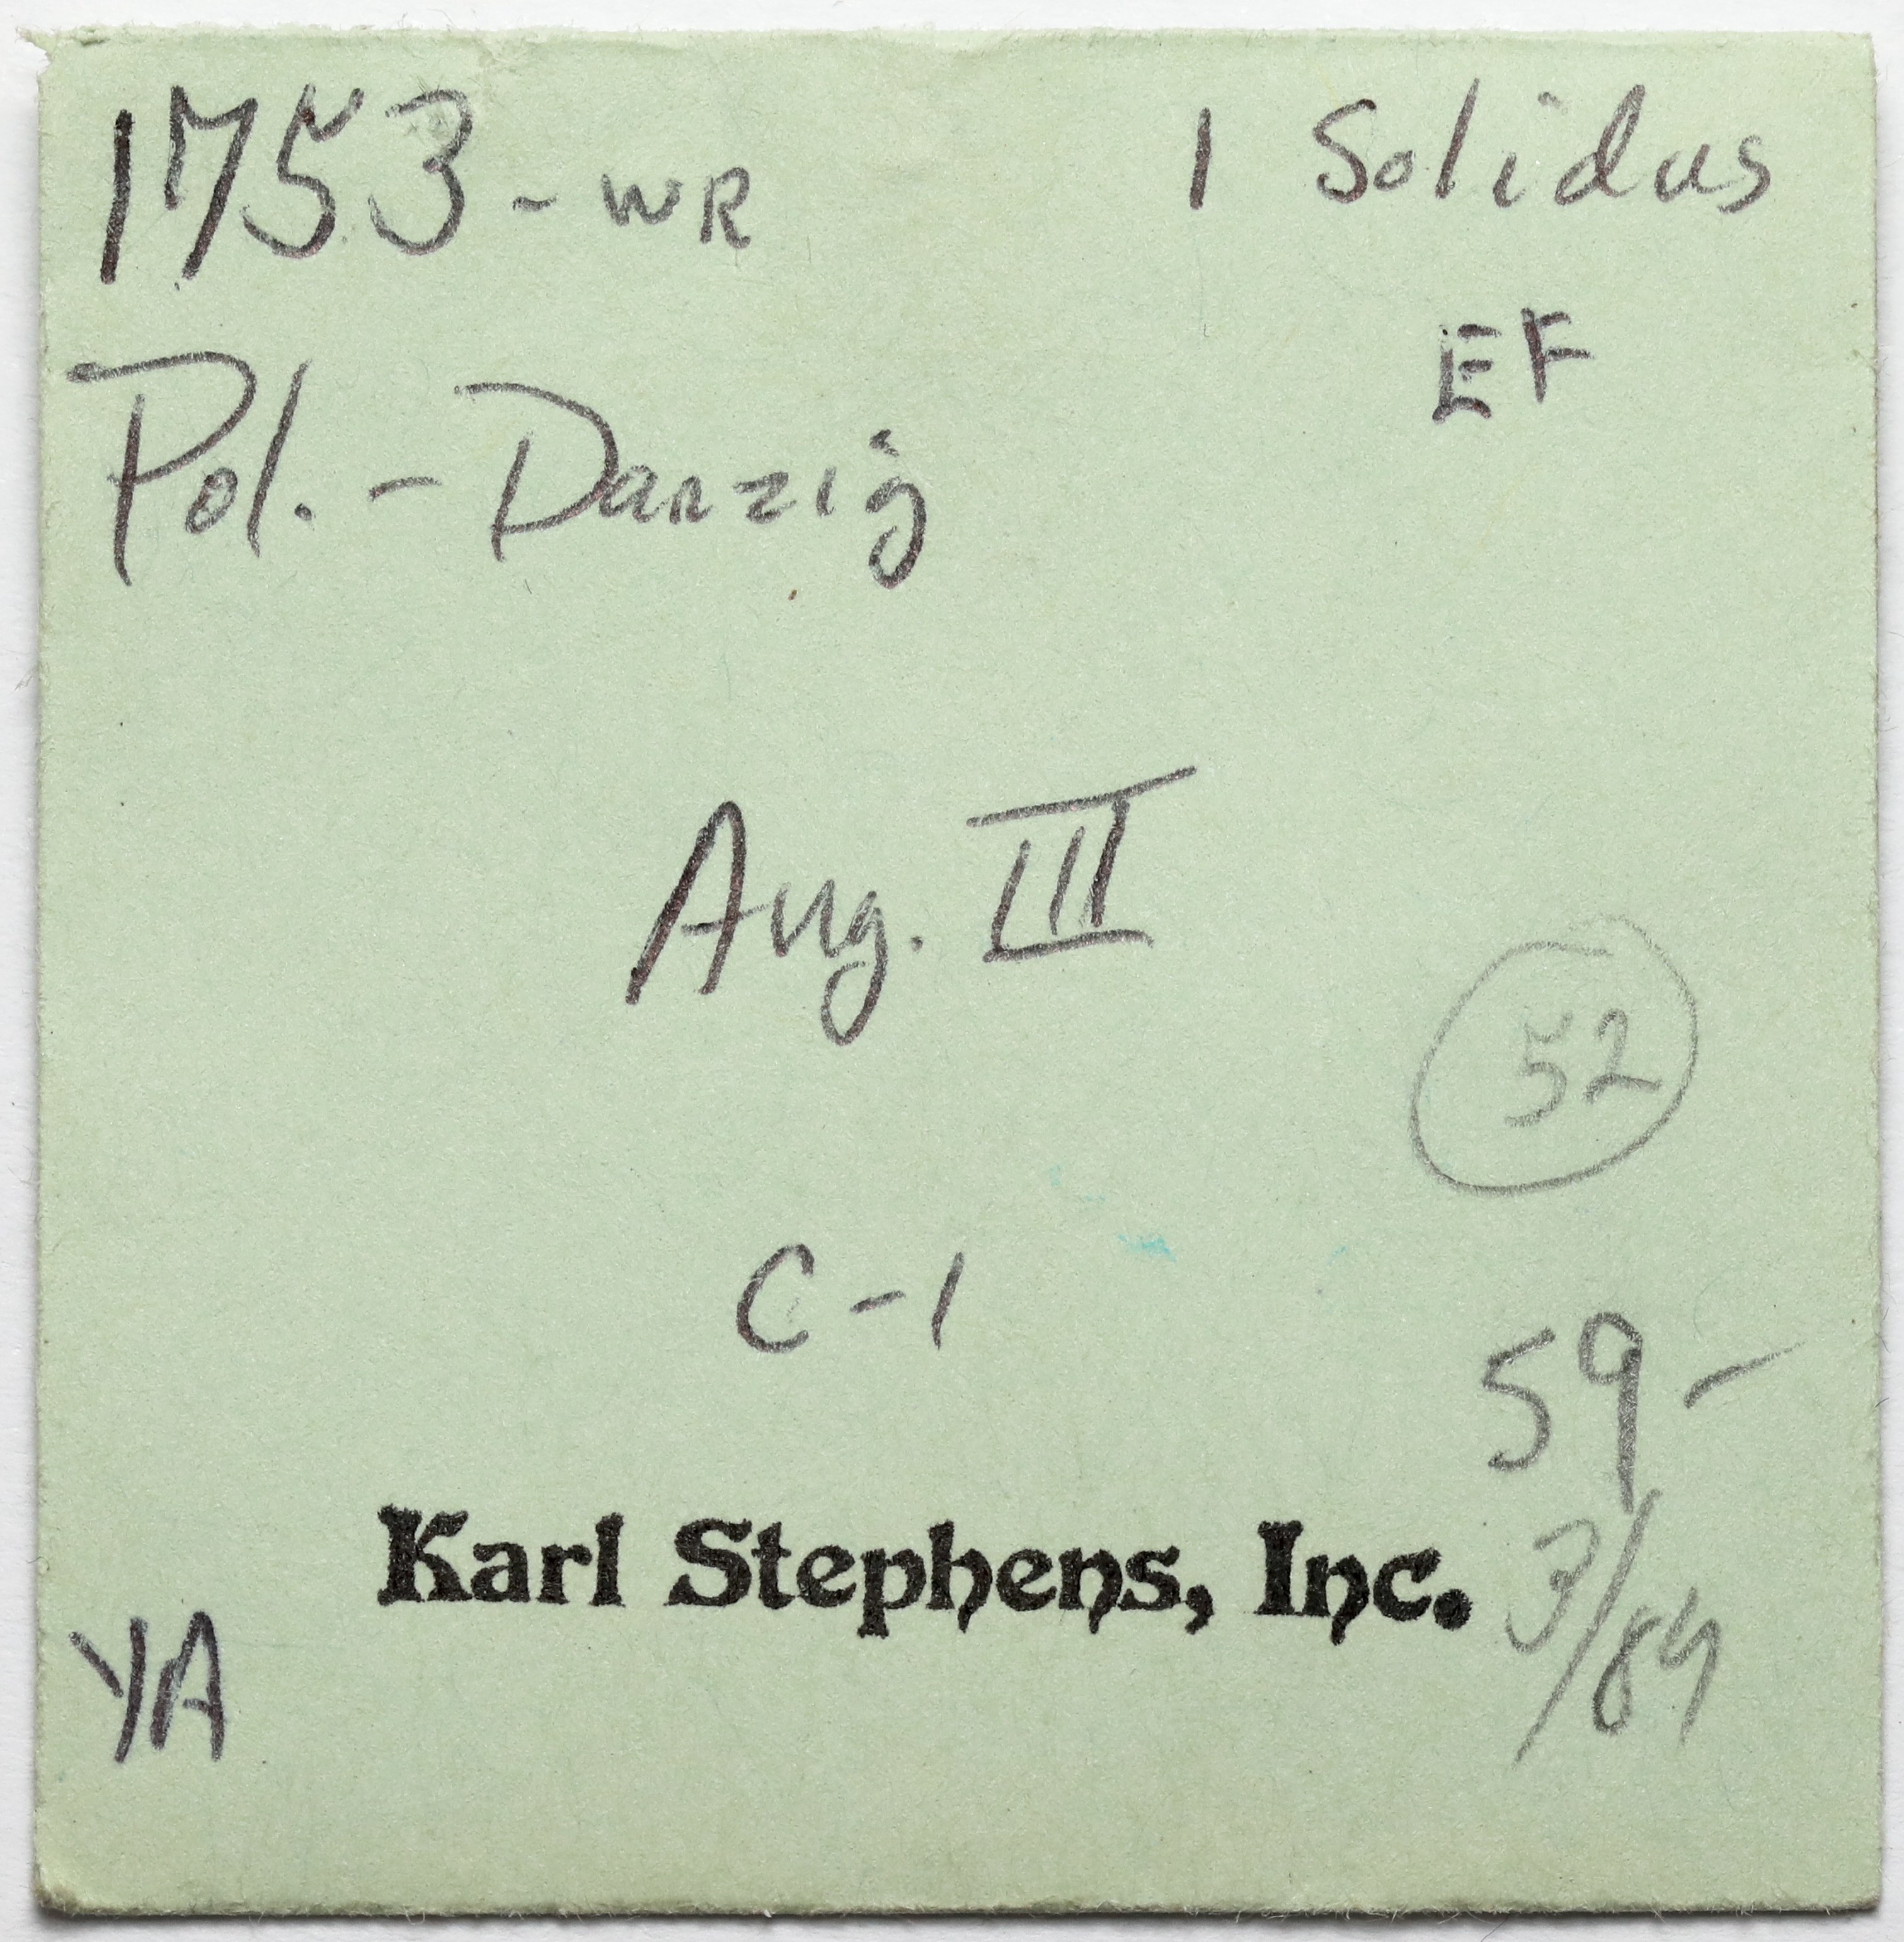 1753-WR 1 Solidus
EF
Pol. - Danzig
Aug. III
52
C-1
59-
Karl Stephens, Inc. 3/84
YA